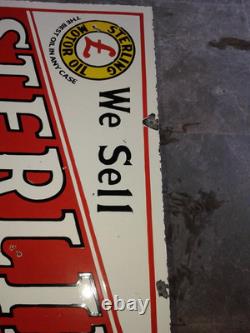 STERLING
MOTOR OIL
£
THE BEST OIL IN ANY CASE
We Sell
STERLI